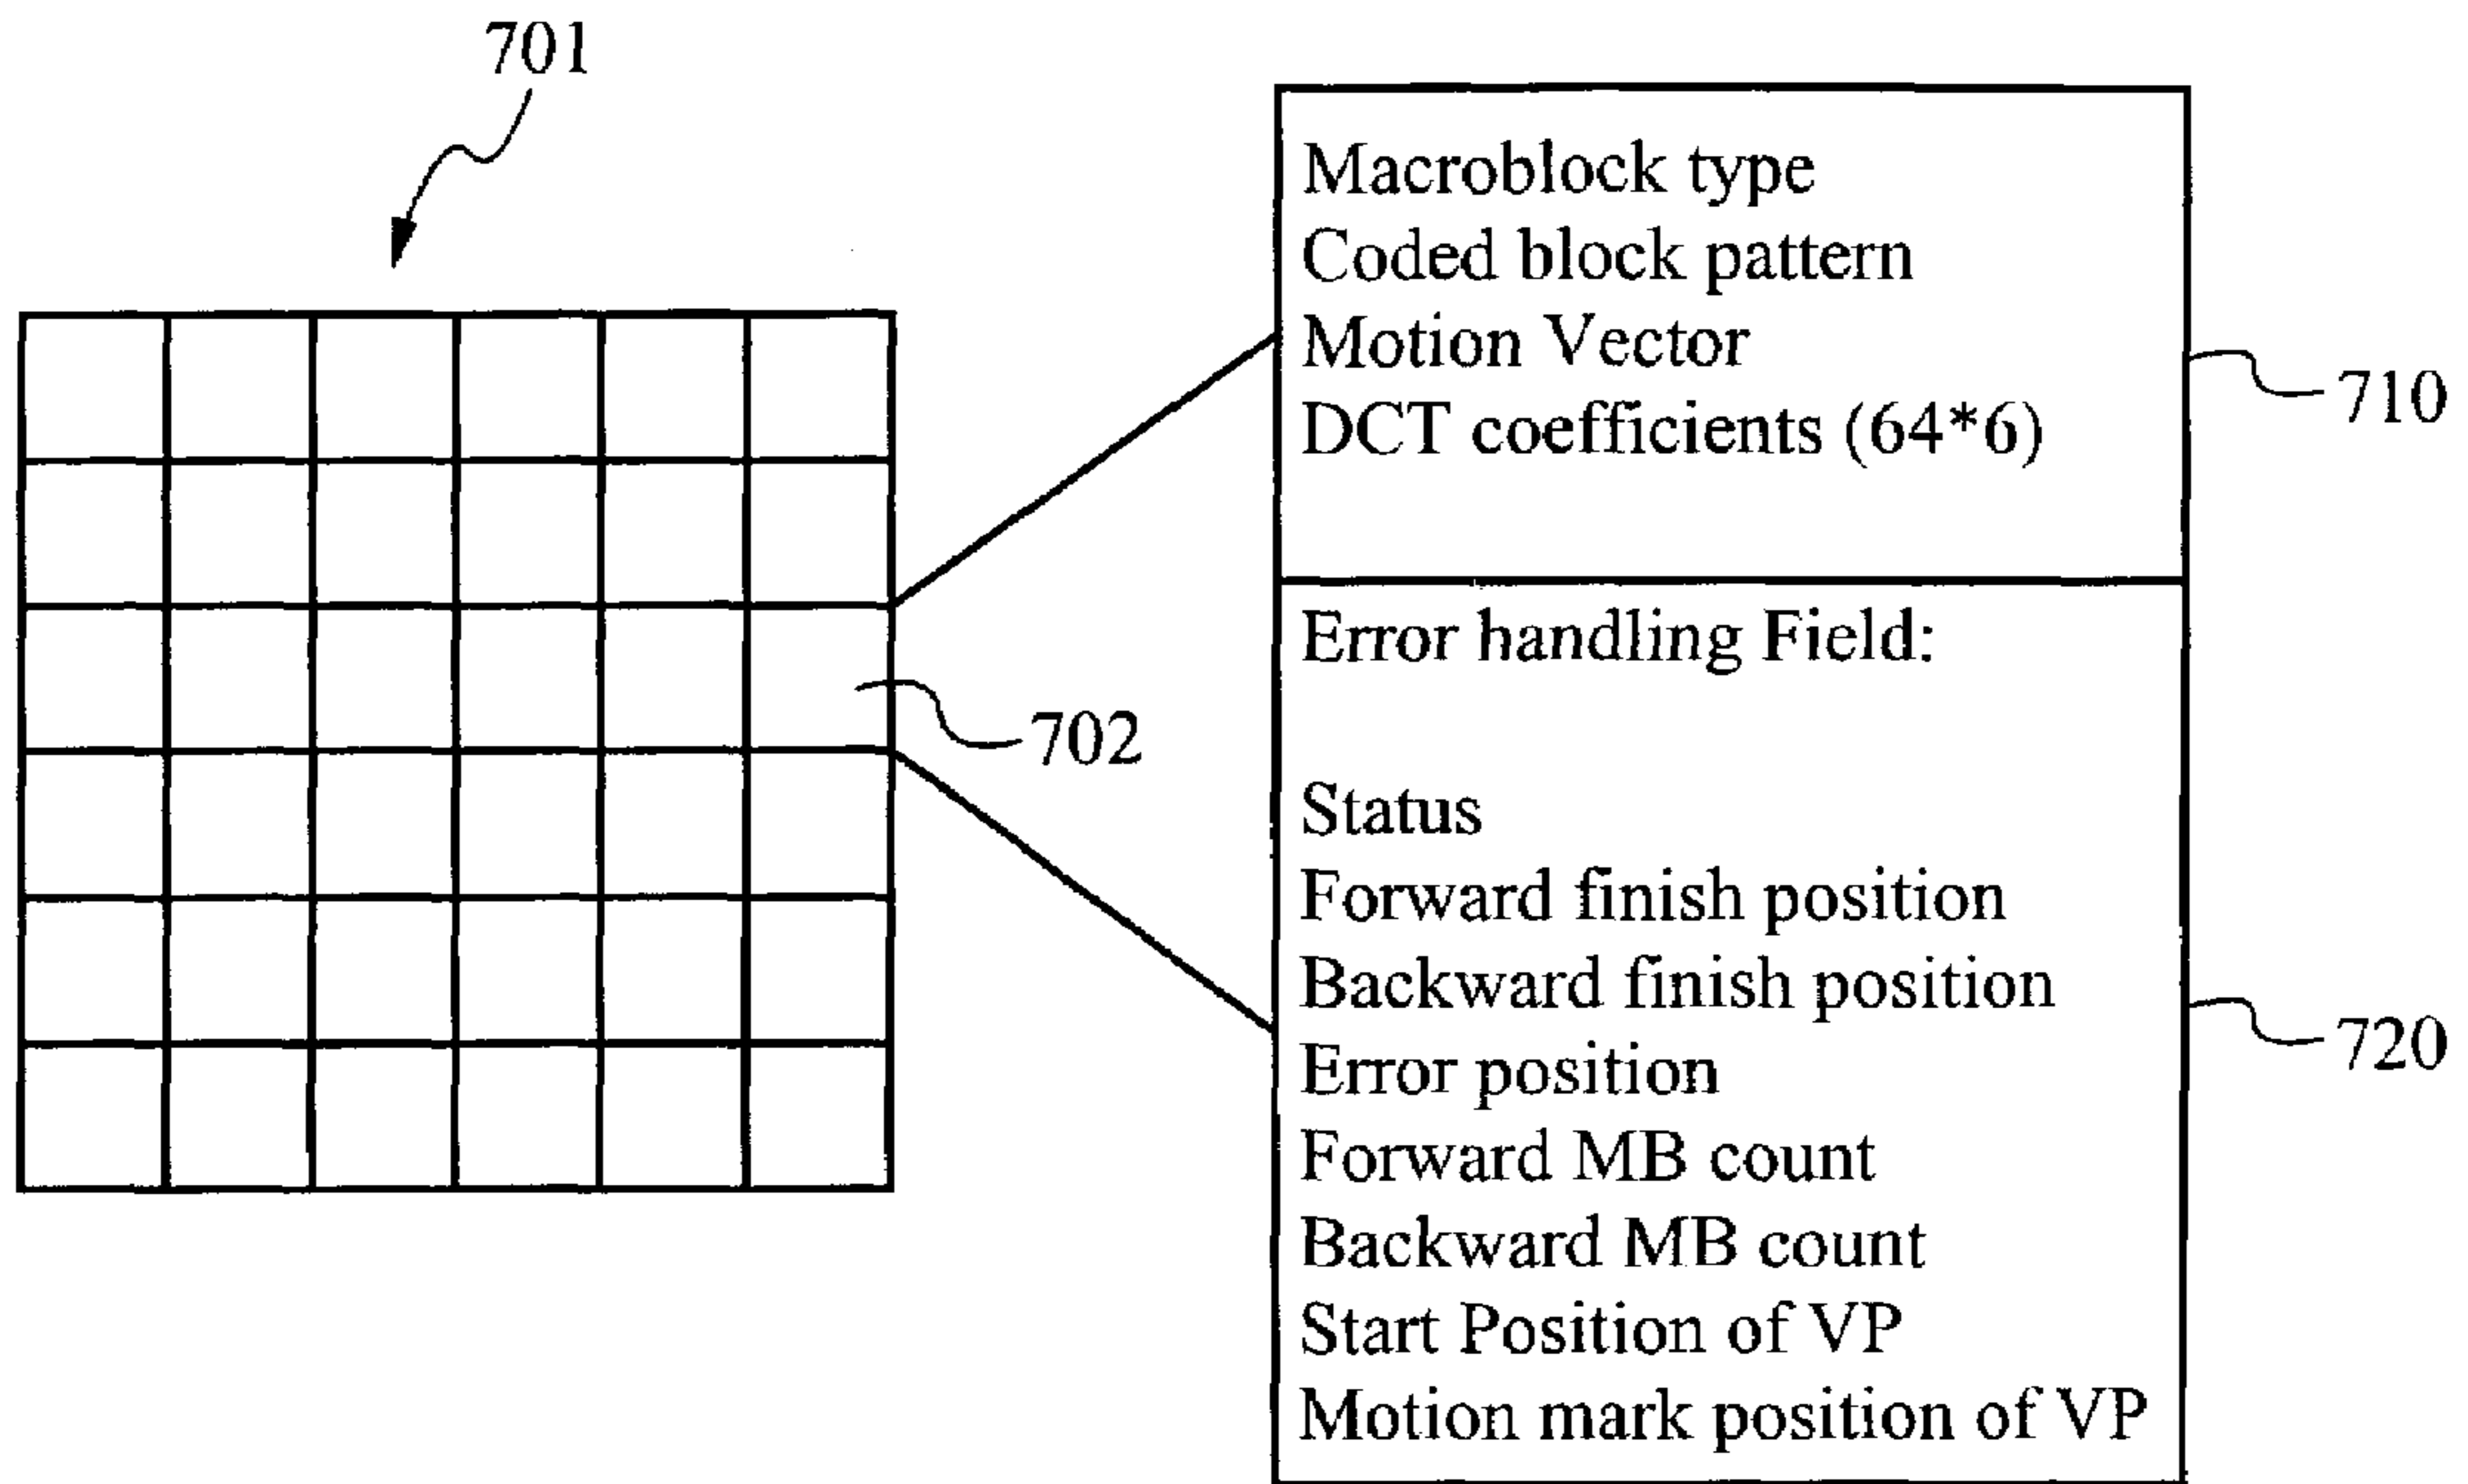 701
Macroblock type
Coded block pattern
Motion Vector
DCT coefficients (64*6)
710
Error handling Field:
702
Status
Forward finish position
Backward finish position
Error position
720
Forward MB count
Backward MB count
Start Position of VP
Motion mark position of VP